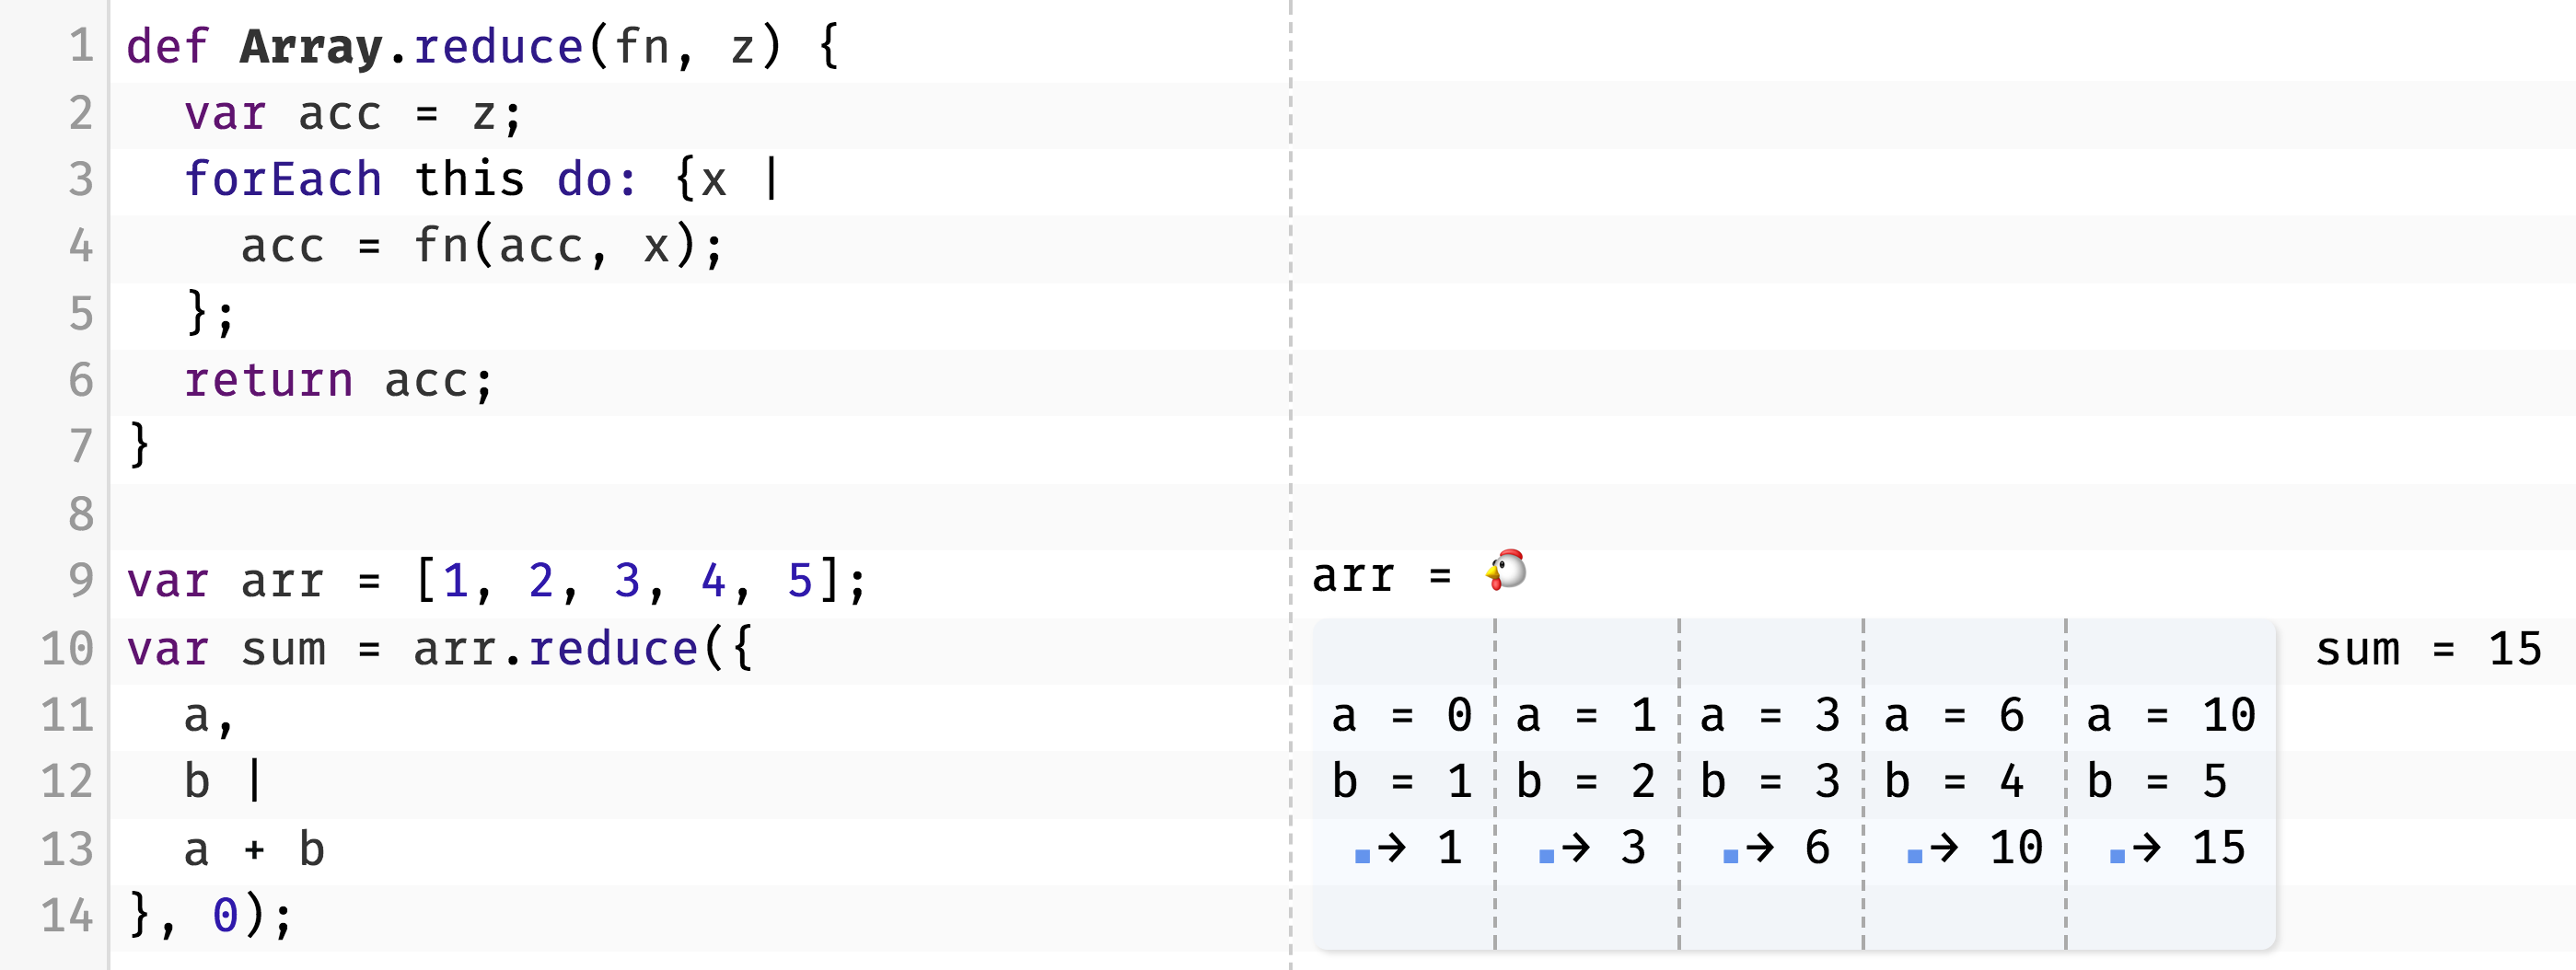 1 def Array.reduce(fn, z) {
2   var acc = z;
3   forEach this do: {x |
4     acc = fn(acc, x);
5   };
6   return acc;
7 }
8
9 var arr = [1, 2, 3, 4, 5]; arr = 🐔
10 var sum = arr.reduce({ sum = 15
11   a, a = 0 a = 1 a = 3 a = 6 a = 10
12   b | b = 1 b = 2 b = 3 b = 4 b = 5
13   a + b → 1 → 3 → 6 → 10 → 15
14 }, 0);